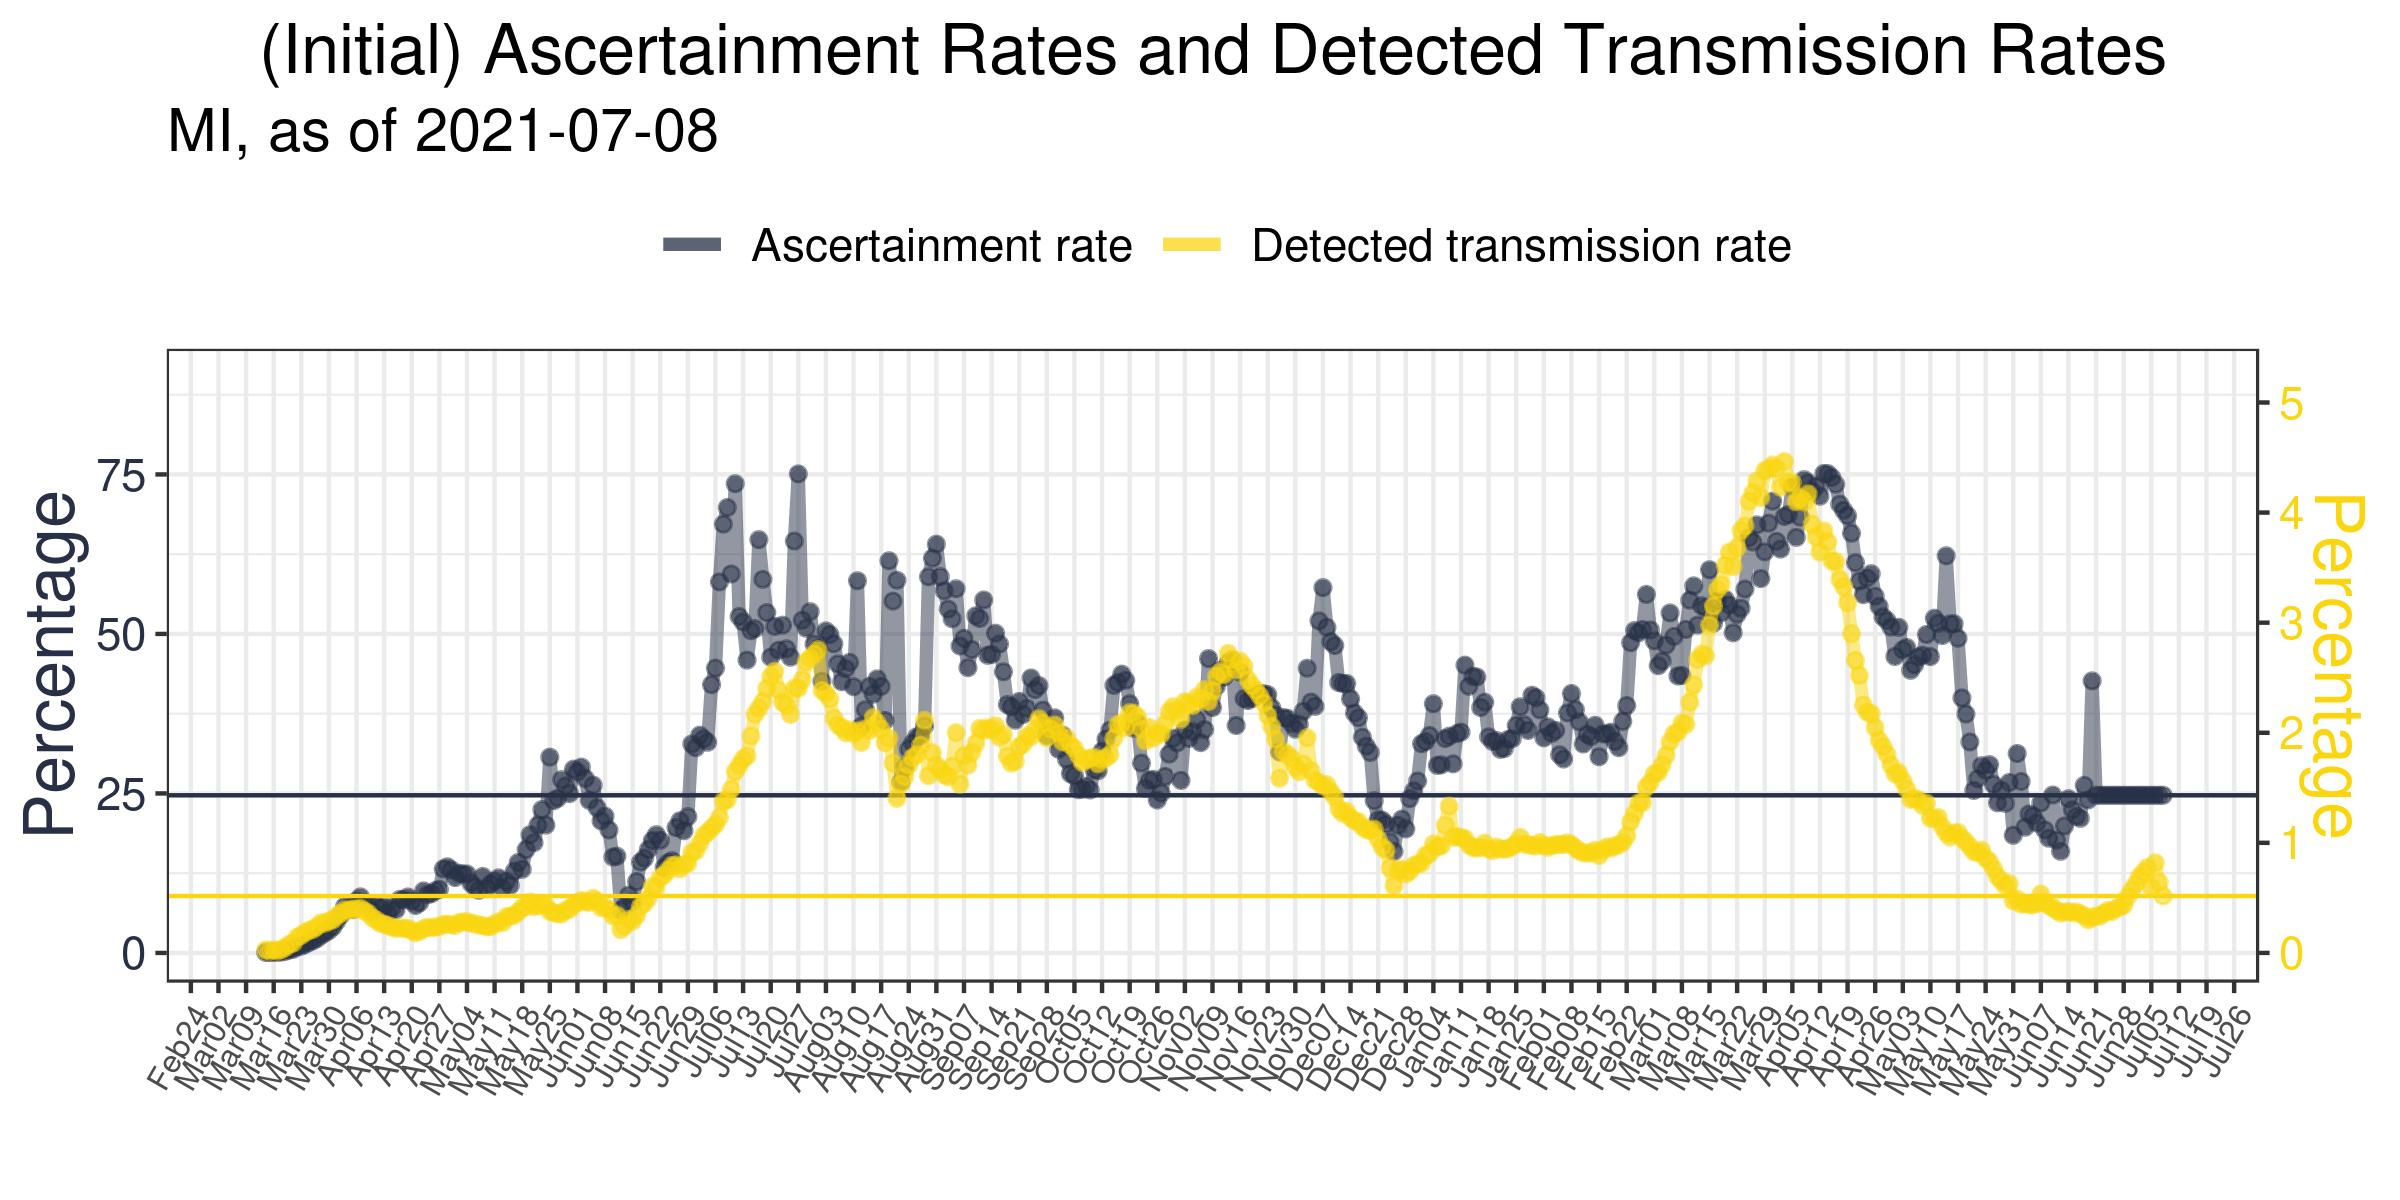 (Initial) Ascertainment Rates and Detected Transmission Rates
MI, as of 2021-07-08
Ascertainment rate
Detected transmission rate
Percentage
75
50
25
0
5
4
3
2
1
0
Percentage
Feb24
Mar02
Mar09
Mar16
Mar23
Mar30
Apr06
Apr13
Apr20
Apr27
May04
May11
May18
May25
Jun01
Jun08
Jun15
Jun22
Jun29
Jul06
Jul13
Jul20
Jul27
Aug03
Aug10
Aug17
Aug24
Aug31
Sep07
Sep14
Sep21
Sep28
Oct05
Oct12
Oct19
Oct26
Nov02
Nov09
Nov16
Nov23
Nov30
Dec07
Dec14
Dec21
Dec28
Jan04
Jan11
Jan18
Jan25
Feb01
Feb08
Feb15
Feb22
Mar01
Mar08
Mar15
Mar22
Mar29
Apr05
Apr12
Apr19
Apr26
May03
May10
May17
May24
May31
Jun07
Jun14
Jun21
Jun28
Jul05
Jul12
Jul19
Jul26